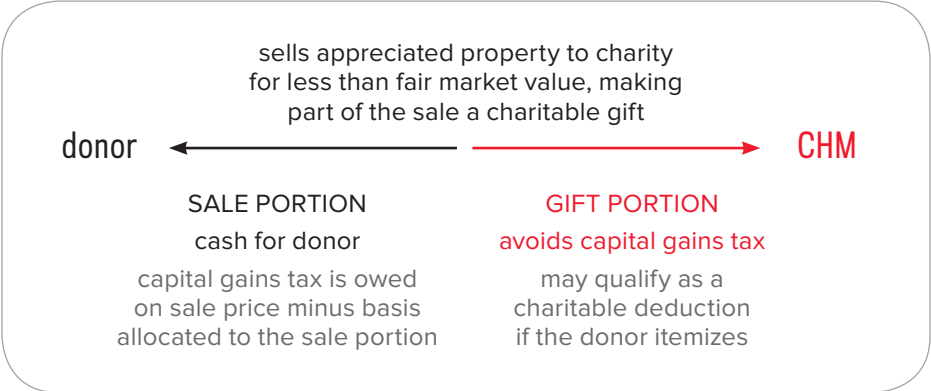 sells appreciated property to charity
for less than fair market value, making
part of the sale a charitable gift
donor
CHM
SALE PORTION
cash for donor
capital gains tax is owed
on sale price minus basis
allocated to the sale portion
GIFT PORTION
avoids capital gains tax
may qualify as a
charitable deduction
if the donor itemizes